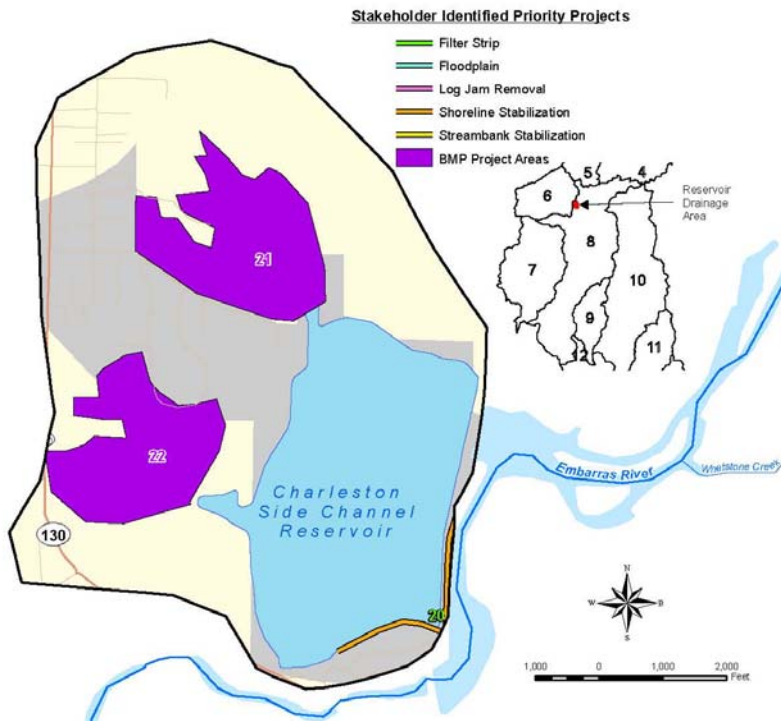 Stakeholder Identified Priority Projects
Filter Strip
Floodplain
Log Jam Removal
Shoreline Stabilization
Streambank Stabilization
BMP Project Areas
5
4
6
Reservoir
Drainage
Area
8
7
10
9
11
12
21
22
Charleston
Side Channel
Reservoir
Embarras River
Whetstone Creek
130
20
N
W
E
S
1,000
0
1,000
2,000
Feet